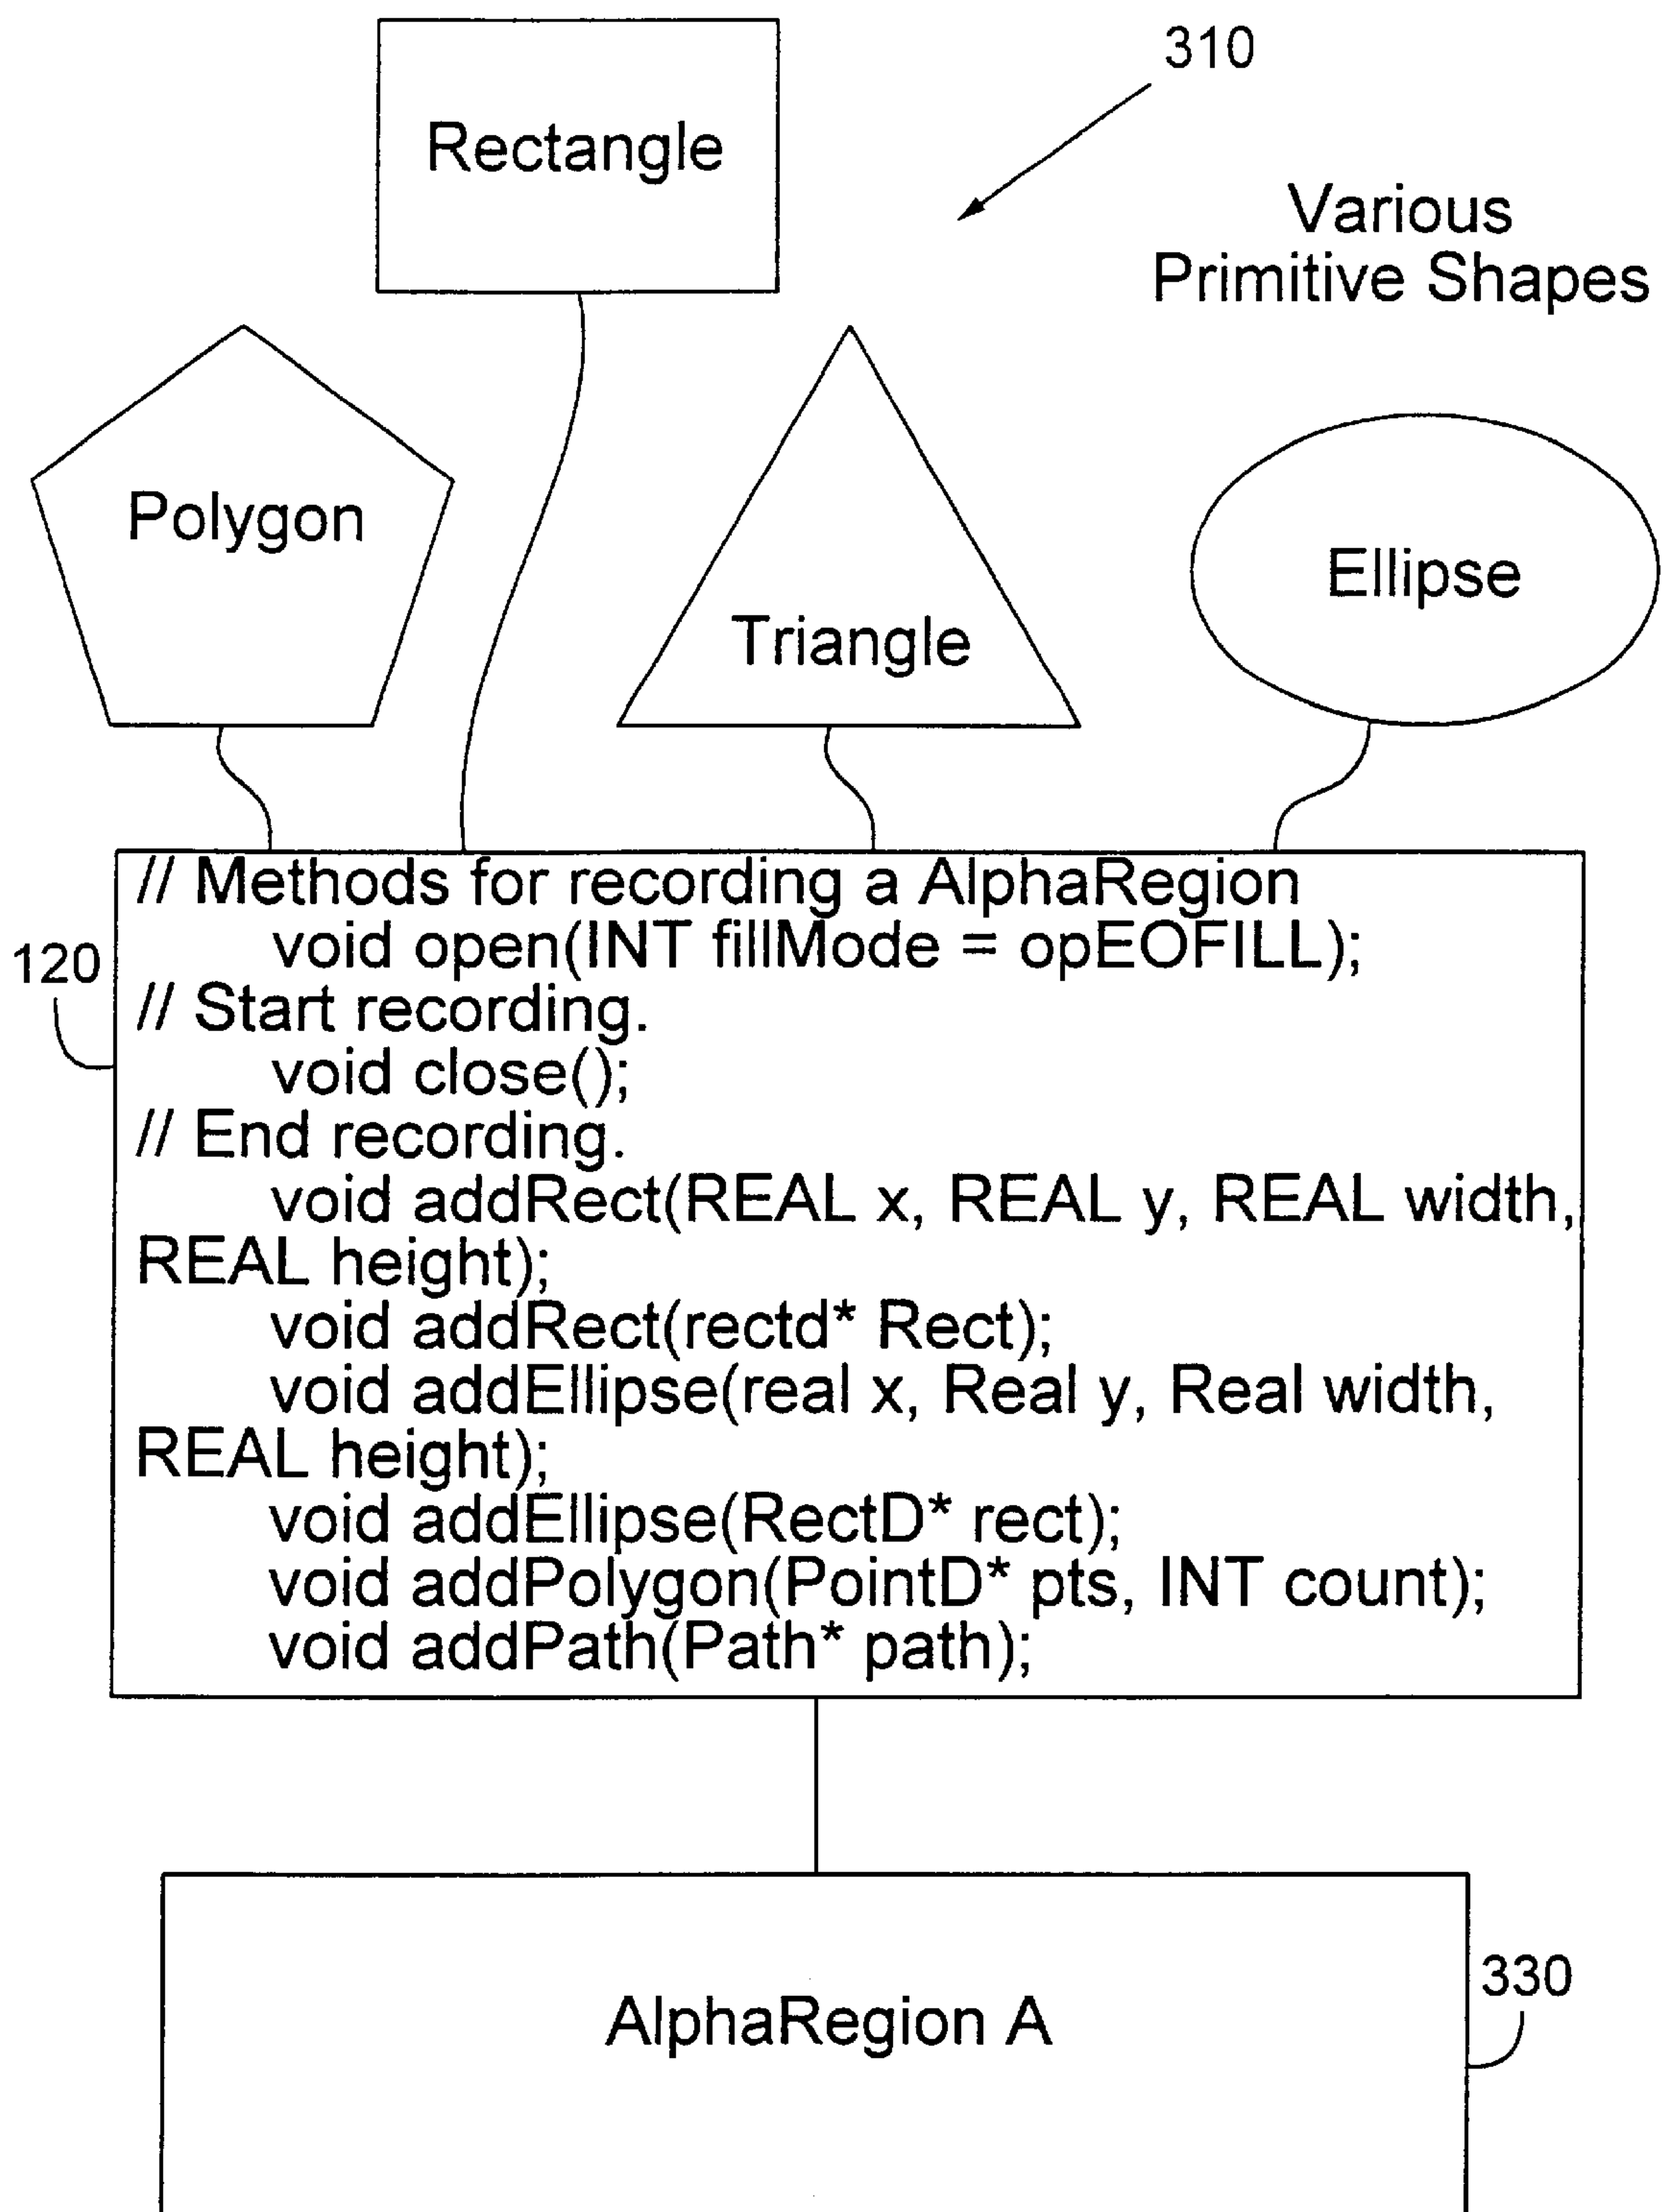 310
Rectangle
Various
Primitive Shapes
Polygon
Ellipse
Triangle
// Methods for recording a AlphaRegion
void open(INT fillMode = opEOFILL);
120
// Start recording.
void close();
// End recording.
void addRect(REAL x, REAL y, REAL width,
REAL height);
void addRect(rectd* Rect);
void addEllipse(real x, Real y, Real width,
REAL height);
void addEllipse(RectD* rect);
void addPolygon(PointD* pts, INT count);
void addPath(Path* path);
330
AlphaRegion A